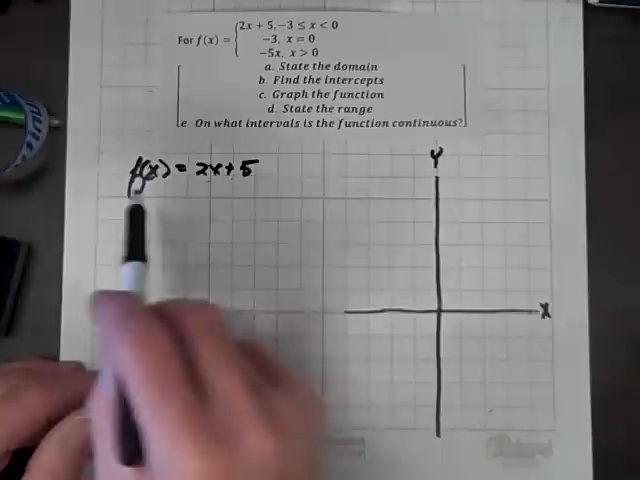 For f(x) = { 2x + 5, −3 ≤ x < 0
−3, x = 0
−5x, x > 0
a. State the domain
b. Find the intercepts
c. Graph the function
d. State the range
e On what intervals is the function continuous?
f(x) = 2x + 5
Y
X